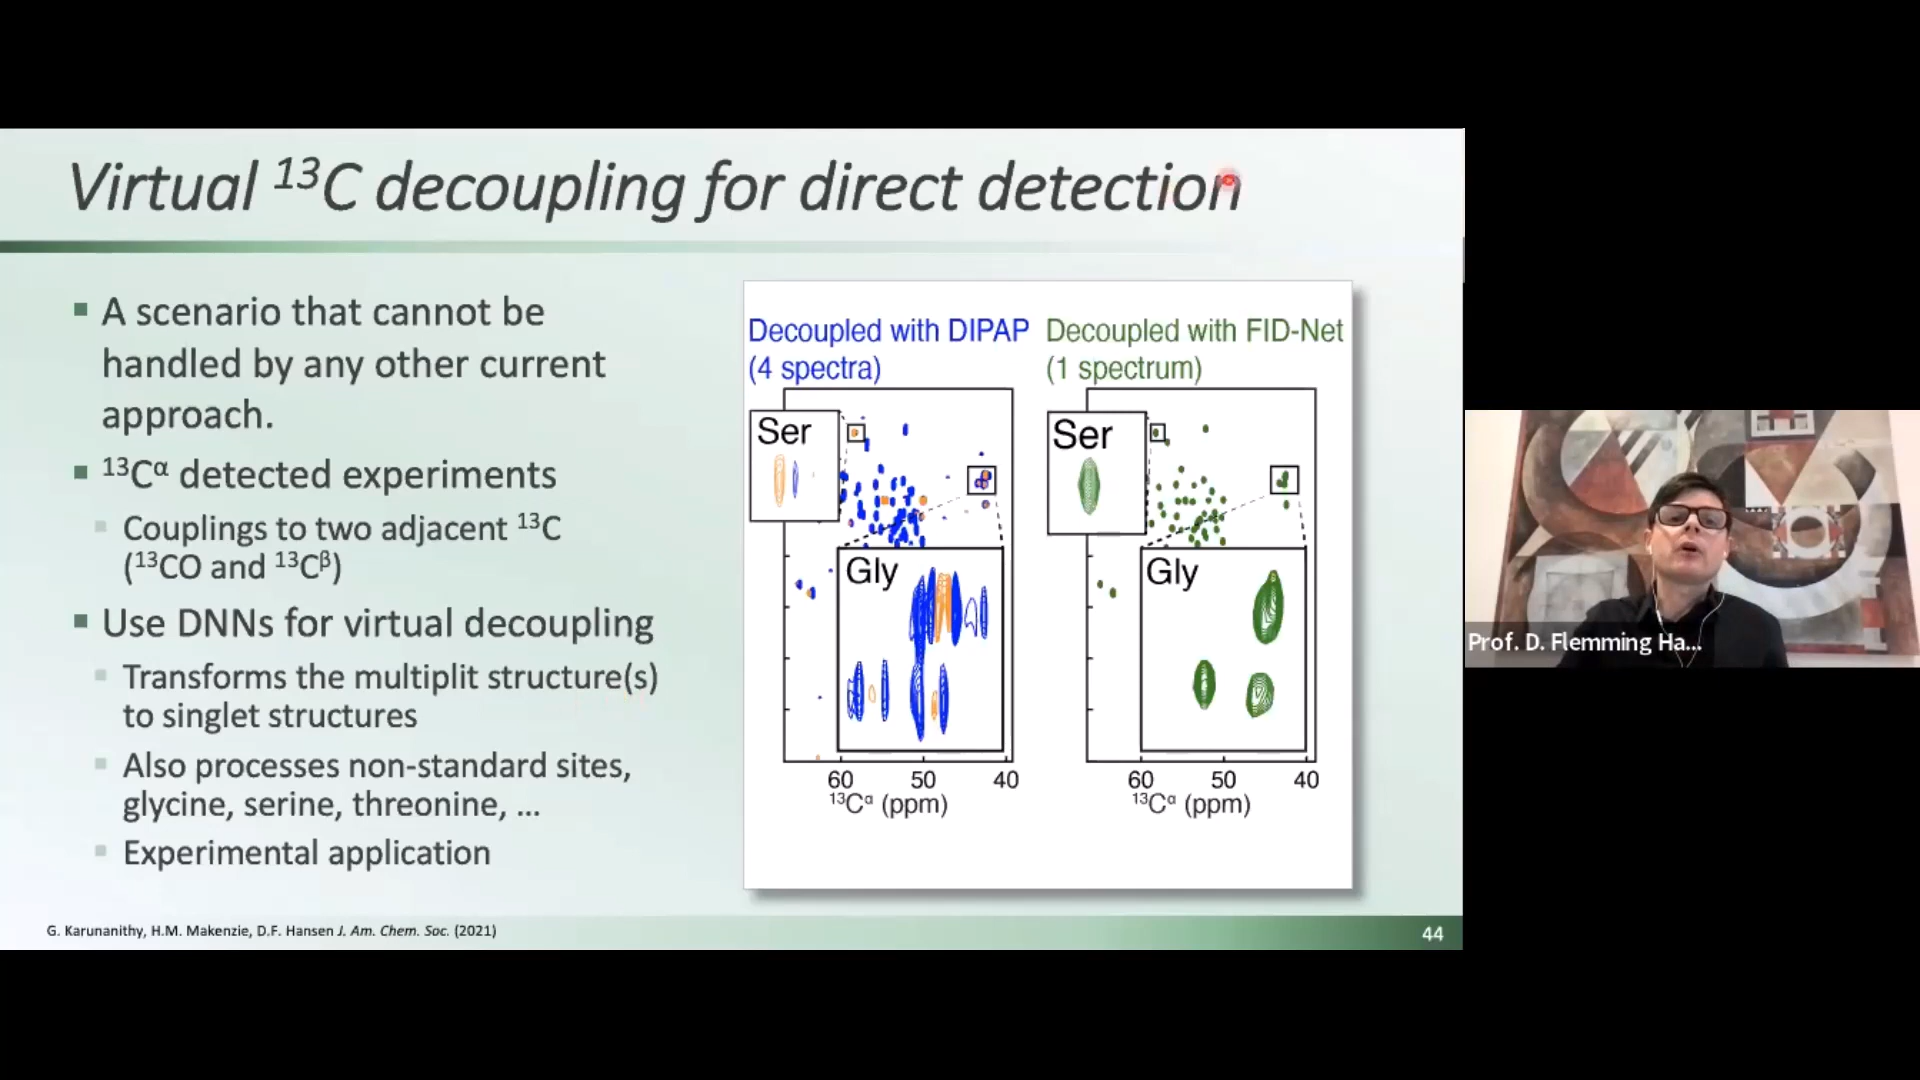 Virtual ¹³C decoupling for direct detection
A scenario that cannot be
handled by any other current
approach.
¹³Cᵅ detected experiments
Couplings to two adjacent ¹³C
(¹³CO and ¹³Cᵝ)
Use DNNs for virtual decoupling
Transforms the multiplit structure(s)
to singlet structures
Also processes non-standard sites,
glycine, serine, threonine, ...
Experimental application
Decoupled with DIPAP
(4 spectra)
Ser
Gly
60 50 40
¹³Cᵅ (ppm)
Decoupled with FID-Net
(1 spectrum)
Ser
Gly
60 50 40
¹³Cᵅ (ppm)
G. Karunanithy, H.M. Makenzie, D.F. Hansen J. Am. Chem. Soc. (2021)
44
Prof. D. Flemming Ha...